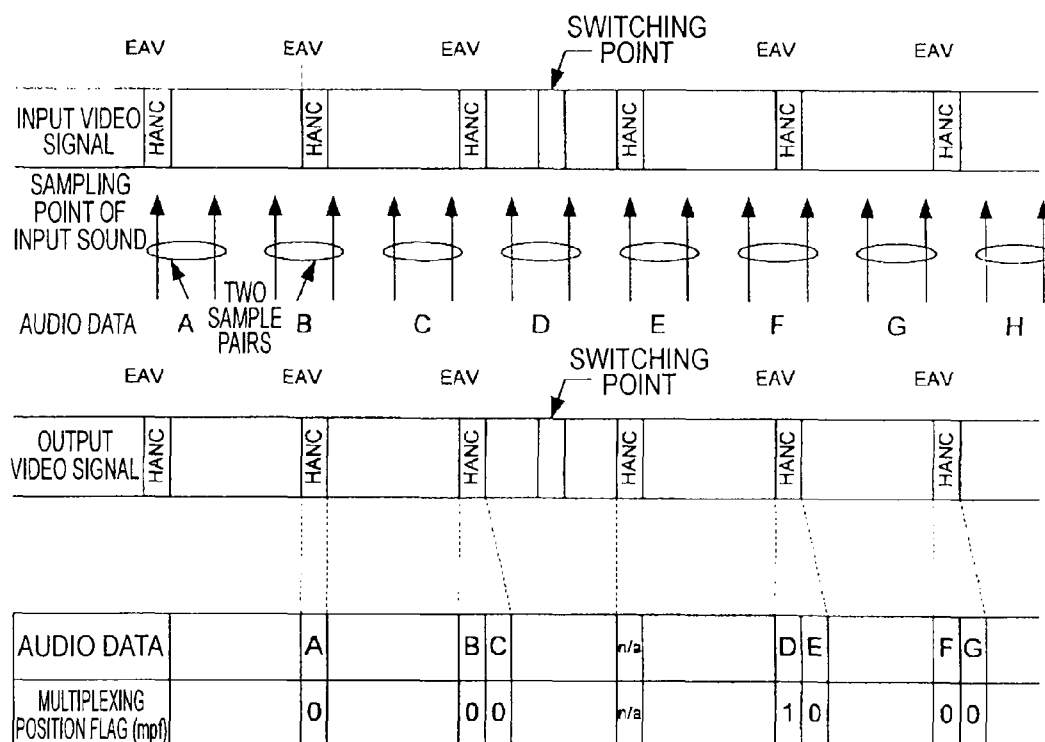 SWITCHING
POINT
EAV EAV EAV EAV
INPUT VIDEO
SIGNAL
HANC HANC HANC HANC HANC HANC
SAMPLING
POINT OF
INPUT SOUND
TWO
SAMPLE
PAIRS
AUDIO DATA A B C D E F G H
SWITCHING
POINT
EAV EAV EAV EAV EAV
OUTPUT
VIDEO SIGNAL
HANC HANC HANC HANC HANC HANC
AUDIO DATA A B C n/a D E F G
MULTIPLEXING
POSITION FLAG (mpf)
0 0 0 n/a 1 0 0 0